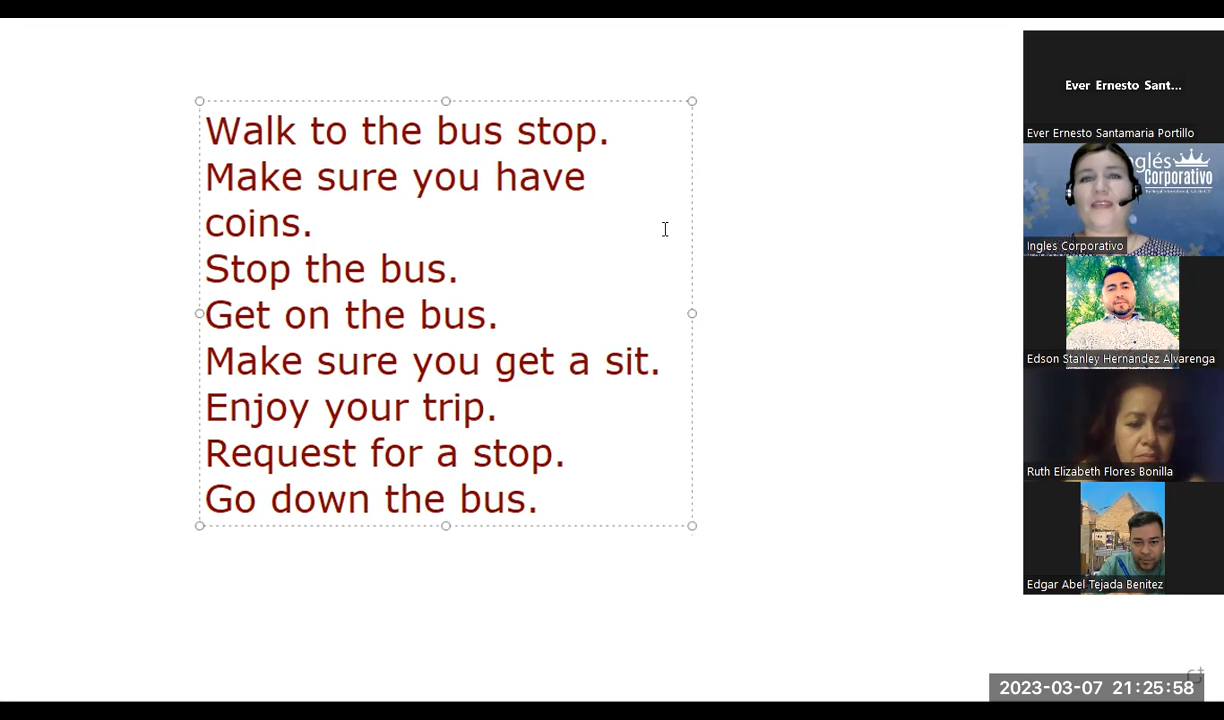 Walk to the bus stop.
Make sure you have
coins.
Stop the bus.
Get on the bus.
Make sure you get a sit.
Enjoy your trip.
Request for a stop.
Go down the bus.
Ever Ernesto Sant...
Ever Ernesto Santamaria Portillo
Inglés
Corporativo
Ingles Corporativo
Edson Stanley Hernandez Alvarenga
Ruth Elizabeth Flores Bonilla
Edgar Abel Tejada Benitez
2023-03-07 21:25:58